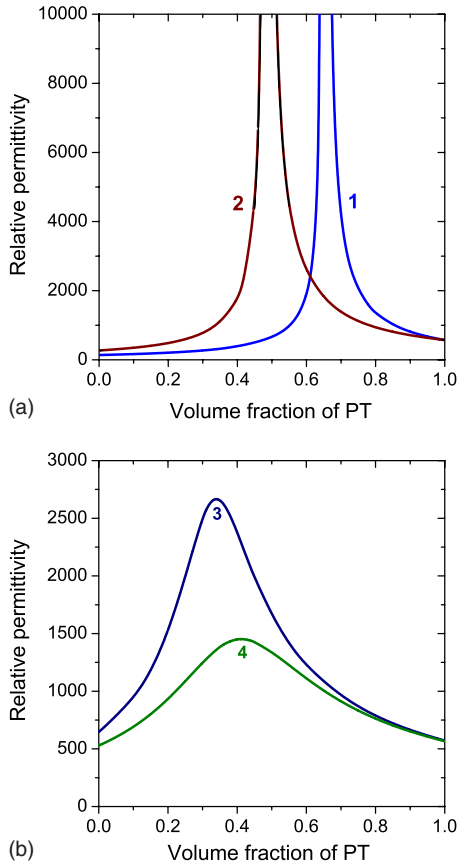 10000
8000
6000
4000
2000
0
Relative permittivity
2
1
0.0 0.2 0.4 0.6 0.8 1.0
(a)
Volume fraction of PT
3000
2500
2000
1500
1000
500
0
Relative permittivity
3
4
0.0 0.2 0.4 0.6 0.8 1.0
(b)
Volume fraction of PT